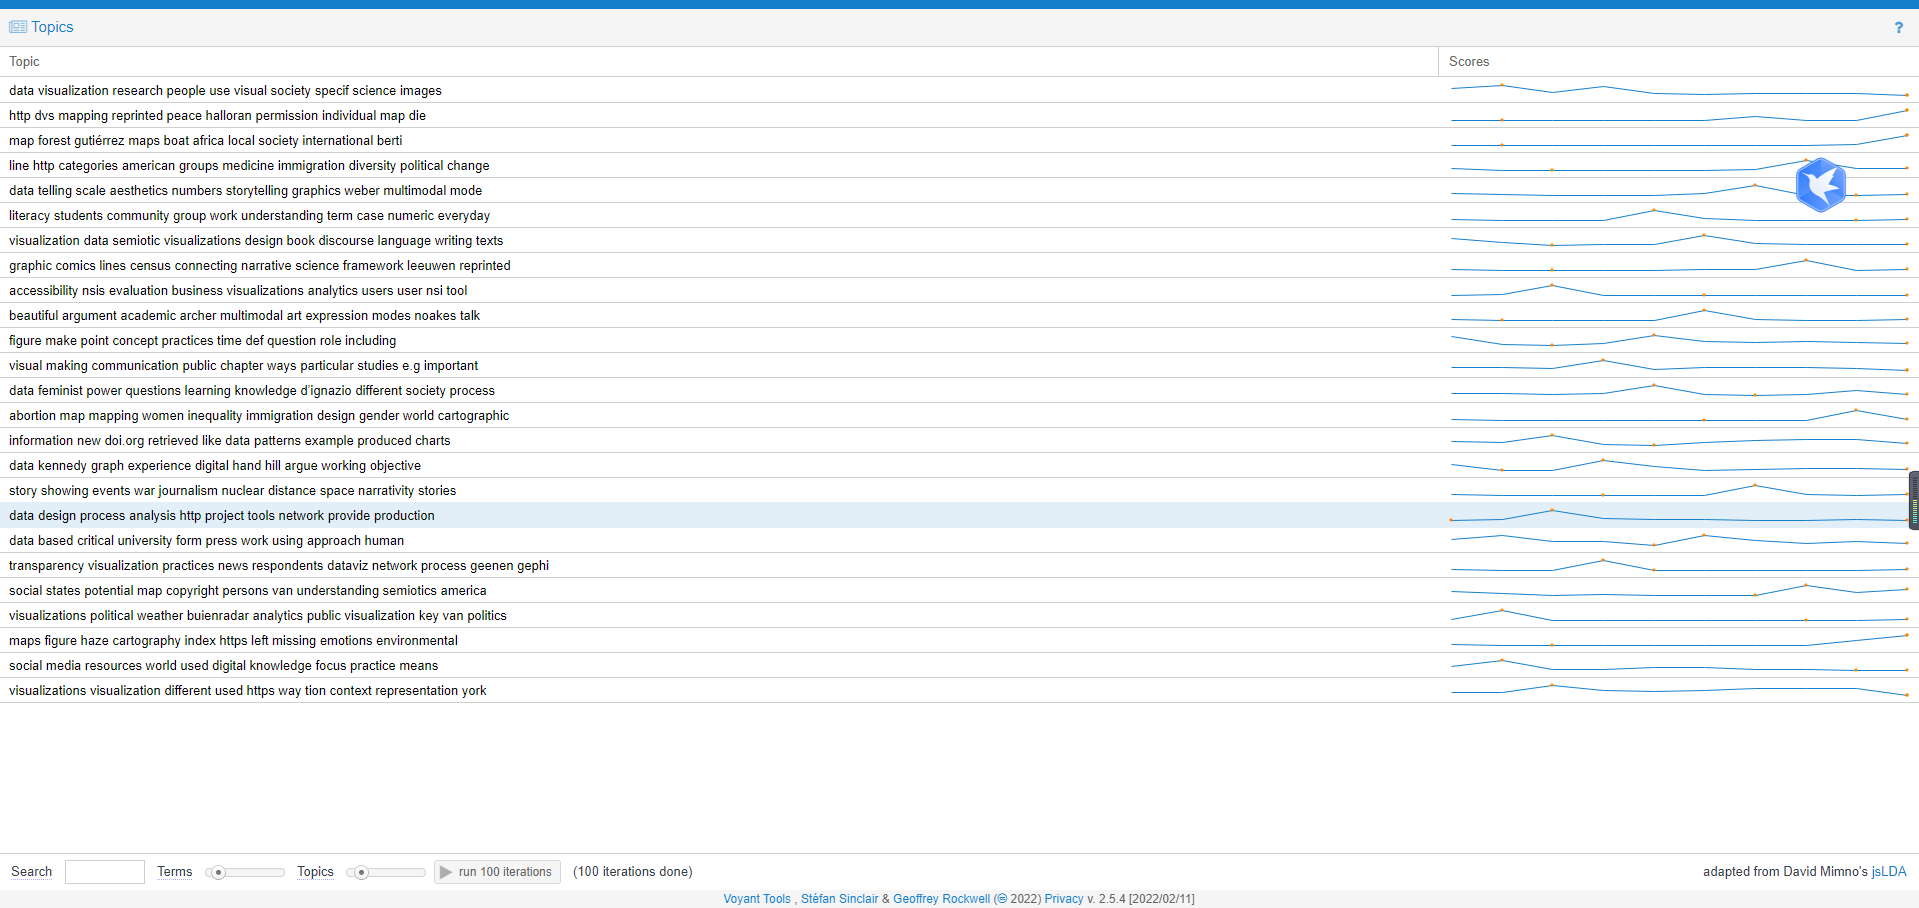 Topics ?
Topic Scores
data visualization research people use visual society specif science images
http dvs mapping reprinted peace halloran permission individual map die
map forest gutiérrez maps boat africa local society international berti
line http categories american groups medicine immigration diversity political change
data telling scale aesthetics numbers storytelling graphics weber multimodal mode
literacy students community group work understanding term case numeric everyday
visualization data semiotic visualizations design book discourse language writing texts
graphic comics lines census connecting narrative science framework leeuwen reprinted
accessibility nsis evaluation business visualizations analytics users user nsi tool
beautiful argument academic archer multimodal art expression modes noakes talk
figure make point concept practices time def question role including
visual making communication public chapter ways particular studies e.g important
data feminist power questions learning knowledge d'ignazio different society process
abortion map mapping women inequality immigration design gender world cartographic
information new doi.org retrieved like data patterns example produced charts
data kennedy graph experience digital hand hill argue working objective
story showing events war journalism nuclear distance space narrativity stories
data design process analysis http project tools network provide production
data based critical university form press work using approach human
transparency visualization practices news respondents dataviz network process geenen gephi
social states potential map copyright persons van understanding semiotics america
visualizations political weather buienradar analytics public visualization key van politics
maps figure haze cartography index https left missing emotions environmental
social media resources world used digital knowledge focus practice means
visualizations visualization different used https way tion context representation york
Search Terms Topics run 100 iterations (100 iterations done) adapted from David Mimno's jsLDA
Voyant Tools , Stéfan Sinclair & Geoffrey Rockwell (🄯 2022) Privacy v. 2.5.4 [2022/02/11]